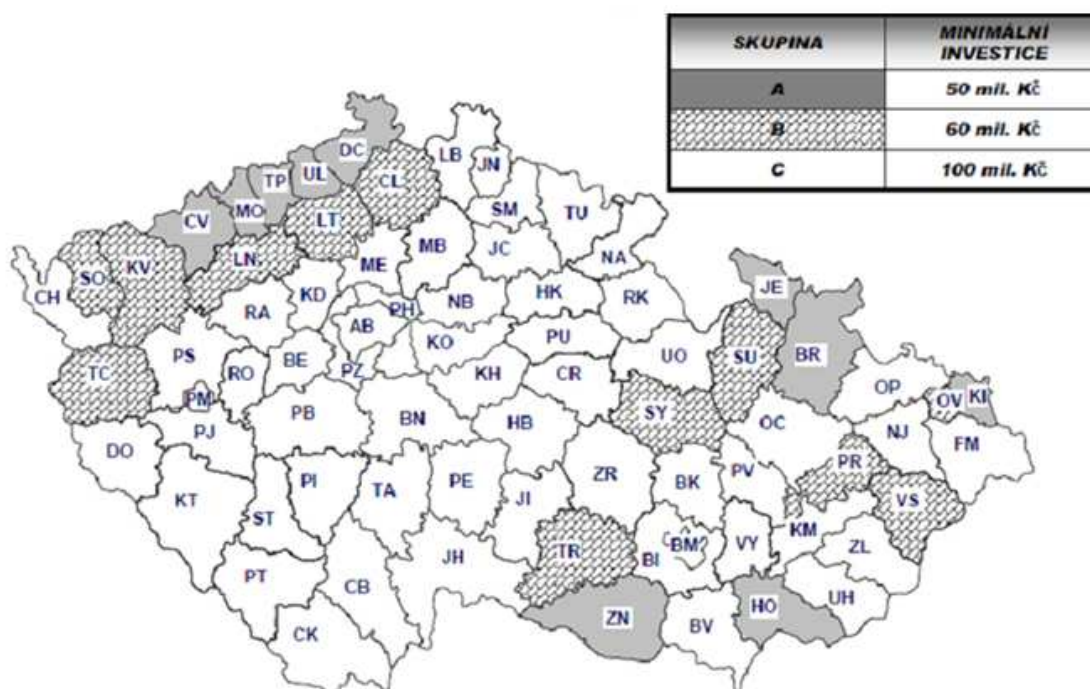 SKUPINA
MINIMÁLNÍ
INVESTICE
A
50 mil. Kč
B
60 mil. Kč
C
100 mil. Kč
DC
LB
JN
UL
TP
CL
MO
LT
CV
SM
TU
MB
JC
NA
LN
ME
SO
KV
CH
KD
JE
RA
PH
NB
HK
RK
AB
KO
PU
SU
BR
PS
BE
UO
TC
RO
PZ
KH
CR
OP
OV
KI
PM
PB
BN
HB
SY
OC
NJ
FM
DO
PJ
PR
KT
PI
TA
PE
ZR
BK
PV
VS
ST
JI
KM
TR
BI
BM
VY
ZL
PT
CB
JH
UH
ZN
HO
BV
CK